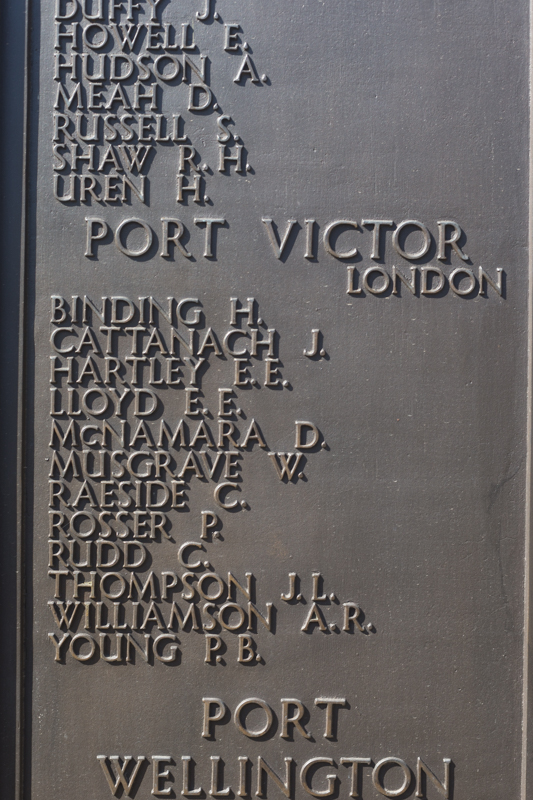 DUFFY J.
HOWELL E.
HUDSON A.
MEAH D.
RUSSELL S.
SHAW R.H.
UREN H.
PORT VICTOR
LONDON
BINDING H.
CATTANACH J.
HARTLEY E.E.
LLOYD E.E.
McNAMARA D.
MUSGRAVE W.
RAESIDE C.
ROSSER P.
RUDD C.
THOMPSON J.L.
WILLIAMSON A.R.
YOUNG P.B.
PORT
WELLINGTON